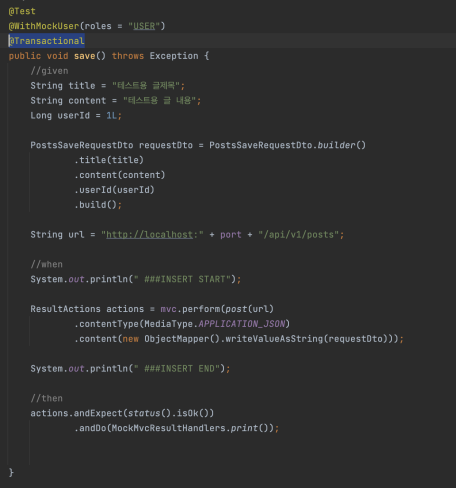 @Test
@WithMockUser(roles = "USER")
@Transactional
public void save() throws Exception {
//given
String title = "테스트용 글제목";
String content = "테스트용 글 내용";
Long userId = 1L;
PostsSaveRequestDto requestDto = PostsSaveRequestDto.builder()
.title(title)
.content(content)
.userId(userId)
.build();
String url = "http://localhost:" + port + "/api/v1/posts";
//when
System.out.println(" ###INSERT START");
ResultActions actions = mvc.perform(post(url)
.contentType(MediaType.APPLICATION_JSON)
.content(new ObjectMapper().writeValueAsString(requestDto)));
System.out.println(" ###INSERT END");
//then
actions.andExpect(status().isOk())
.andDo(MockMvcResultHandlers.print());
}